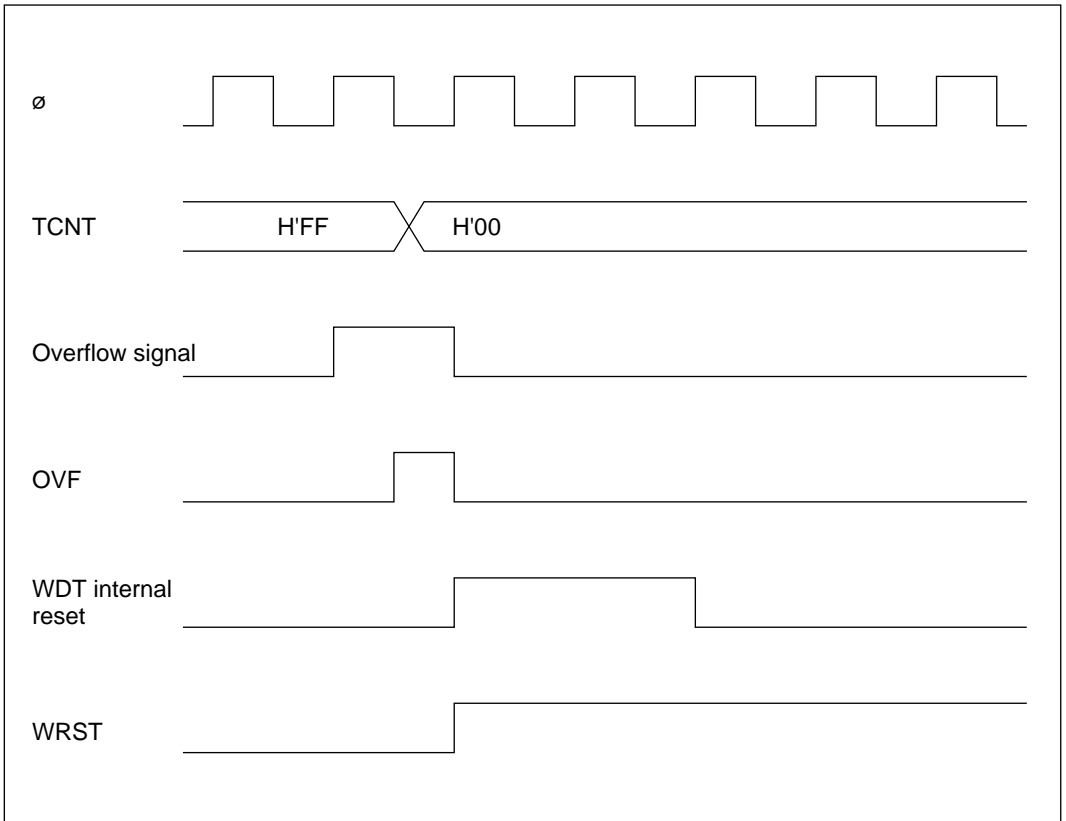 ø
TCNT
H'FF
H'00
Overflow signal
OVF
WDT internal
reset
WRST